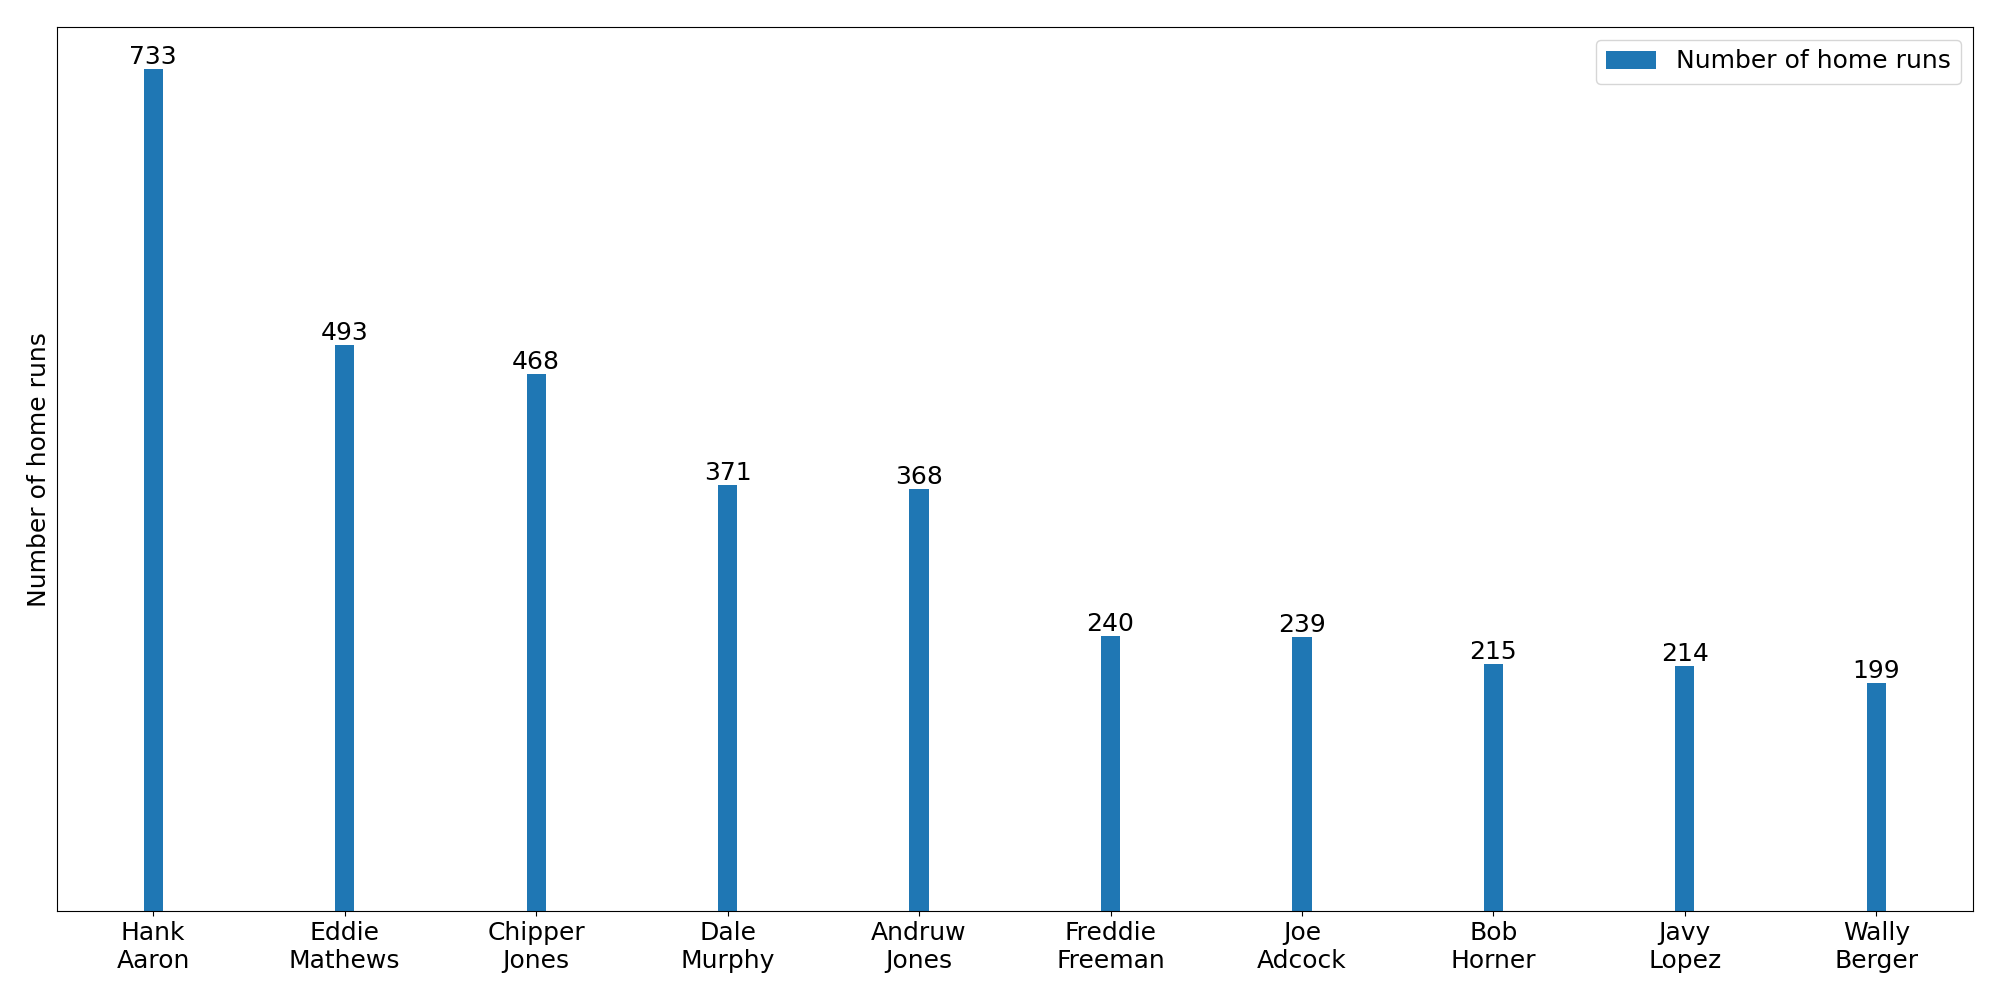 Number of home runs
Number of home runs
733
493
468
371
368
240
239
215
214
199
Hank
Aaron
Eddie
Mathews
Chipper
Jones
Dale
Murphy
Andruw
Jones
Freddie
Freeman
Joe
Adcock
Bob
Horner
Javy
Lopez
Wally
Berger